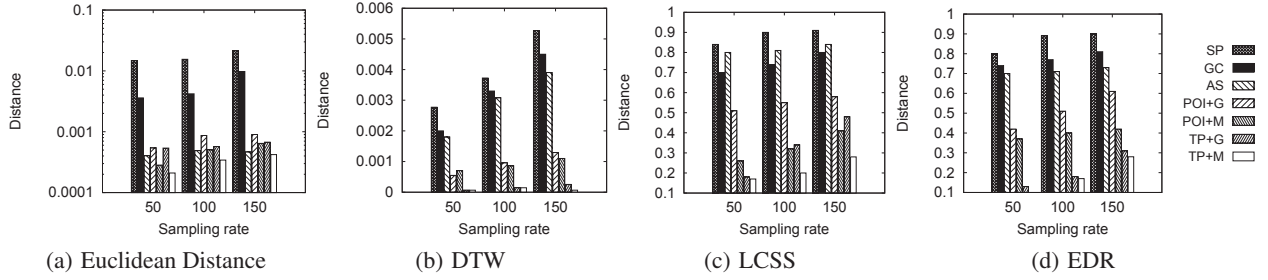 Distance
0.1
0.01
0.001
0.0001
50 100 150
Sampling rate
(a) Euclidean Distance
Distance
0.006
0.005
0.004
0.003
0.002
0.001
0
50 100 150
Sampling rate
(b) DTW
Distance
1
0.9
0.8
0.7
0.6
0.5
0.4
0.3
0.2
0.1
50 100 150
Sampling rate
(c) LCSS
Distance
1
0.9
0.8
0.7
0.6
0.5
0.4
0.3
0.2
0.1
50 100 150
Sampling rate
(d) EDR
SP
GC
AS
POI+G
POI+M
TP+G
TP+M